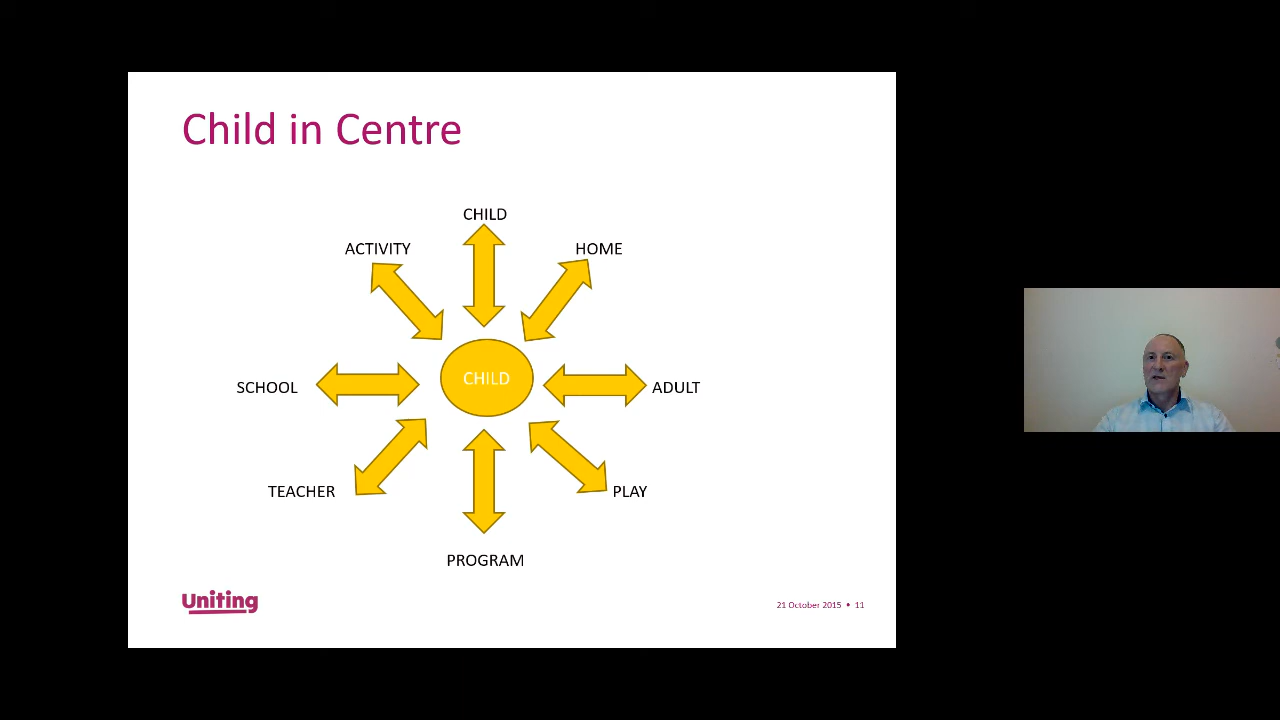 Child in Centre
CHILD
ACTIVITY
HOME
SCHOOL
CHILD
ADULT
TEACHER
PLAY
PROGRAM
Uniting
21 October 2015 • 11